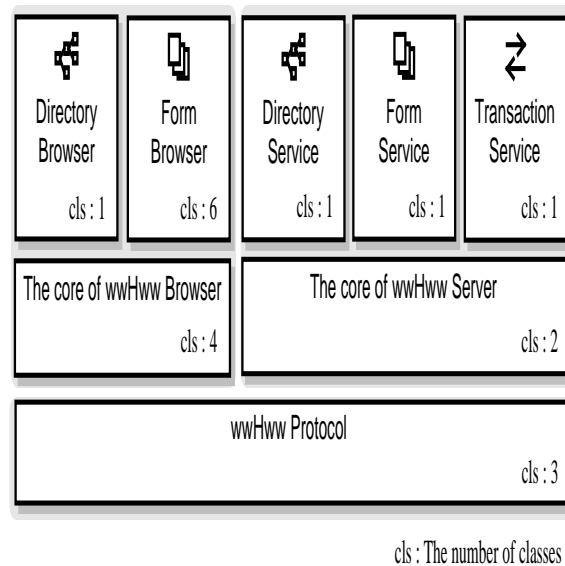 Directory
Browser
cls : 1
Form
Browser
cls : 6
Directory
Service
cls : 1
Form
Service
cls : 1
Transaction
Service
cls : 1
The core of wwHww Browser
cls : 4
The core of wwHww Server
cls : 2
wwHww Protocol
cls : 3
cls : The number of classes